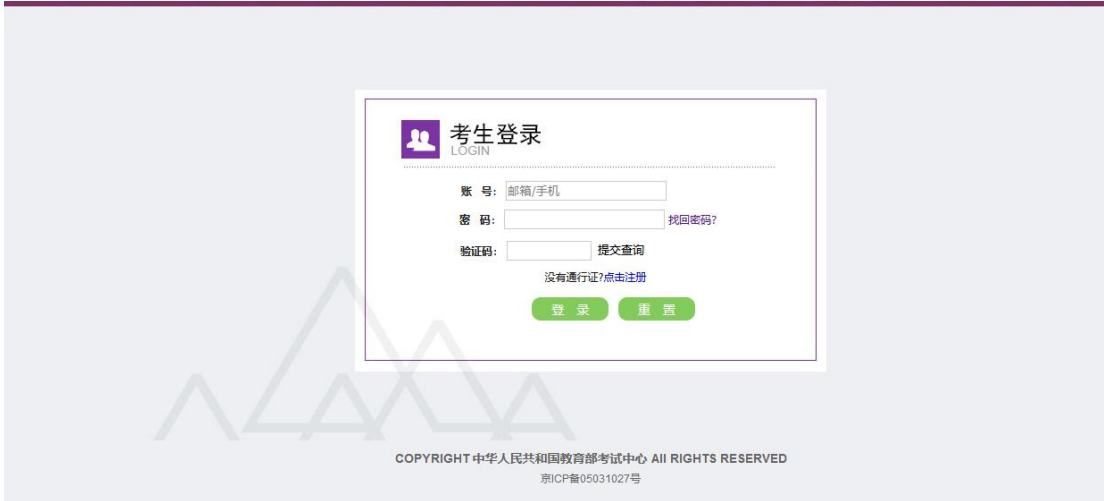 考生登录
LOGIN
账 号: 邮箱/手机
密 码: 找回密码?
验证码: 提交查询
没有通行证?点击注册
登 录 重 置
COPYRIGHT 中华人民共和国教育部考试中心 All RIGHTS RESERVED
京ICP备05031027号